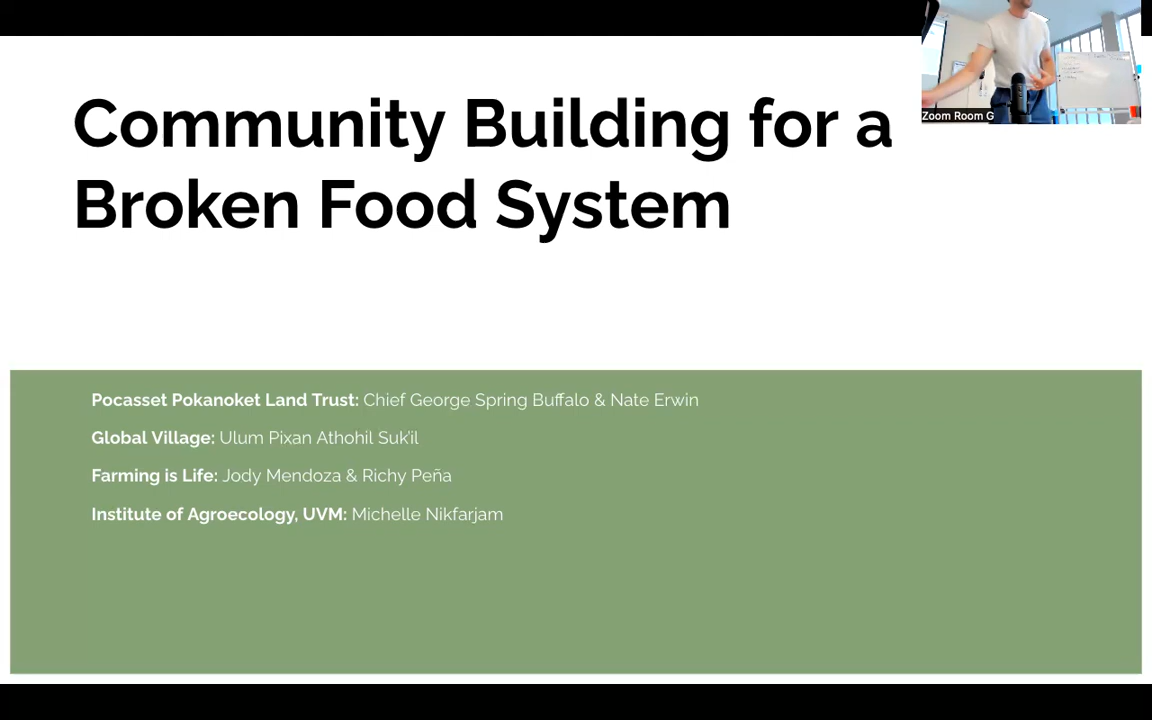 Community Building for a
Broken Food System
Zoom Room G
Pocasset Pokanoket Land Trust: Chief George Spring Buffalo & Nate Erwin
Global Village: Ulum Pixan Athohil Suk'il
Farming is Life: Jody Mendoza & Richy Peña
Institute of Agroecology, UVM: Michelle Nikfarjam